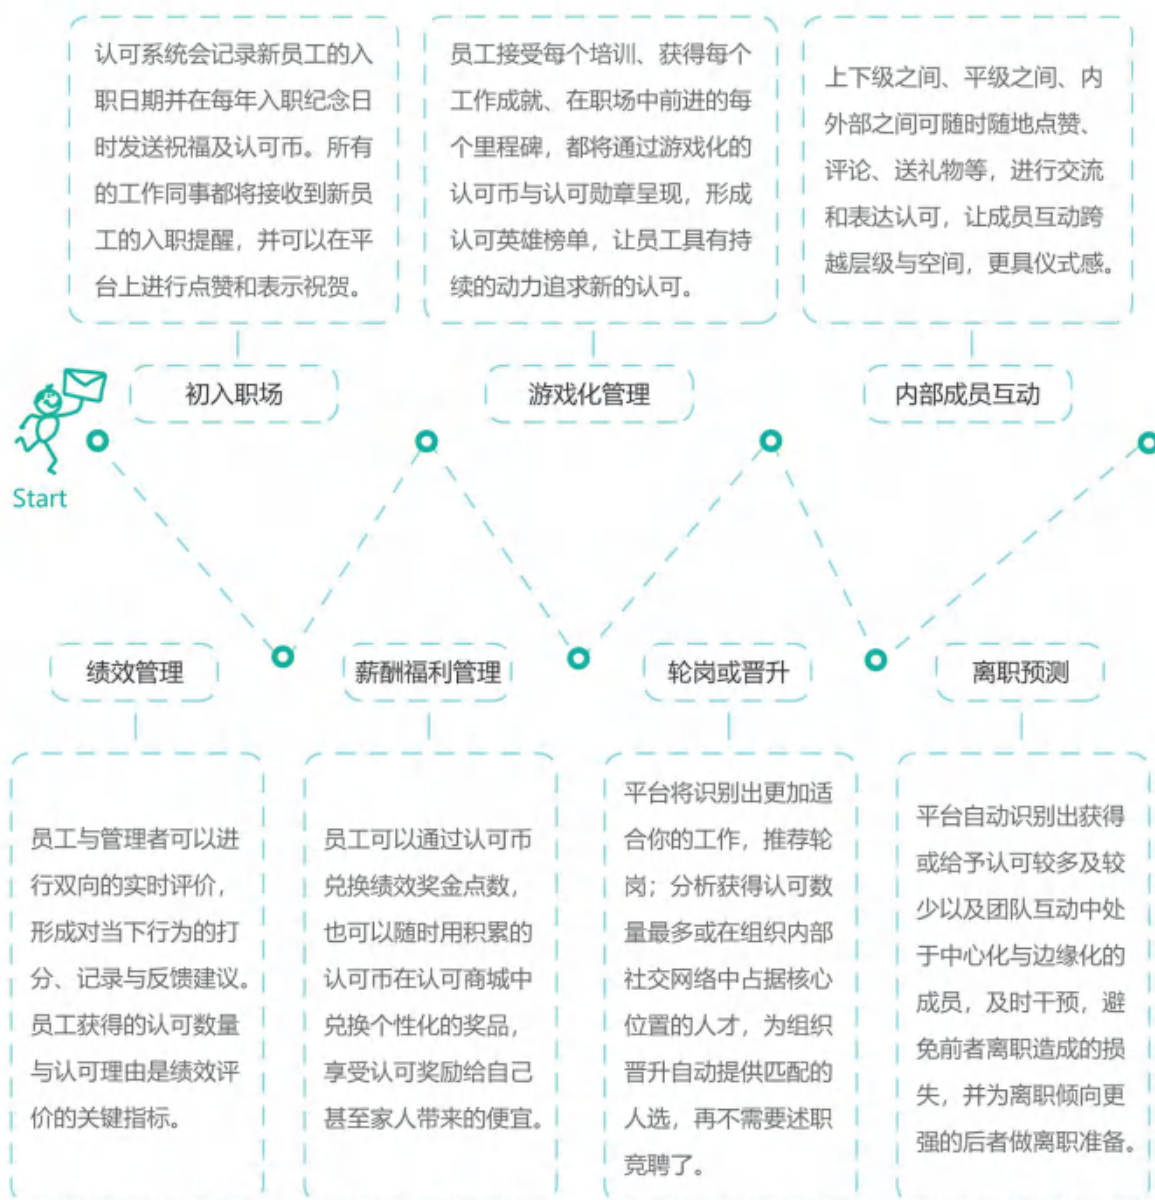 认可系统会记录新员工的入
职日期并在每年入职纪念日
时发送祝福及认可币。所有
的工作同事都将接收到新员
工的入职提醒，并可以在平
台上进行点赞和表示祝贺。
员工接受每个培训、获得每个
工作成就、在职场中前进的每
个里程碑，都将通过游戏化的
认可币与认可勋章呈现，形成
认可英雄榜单，让员工具有持
续的动力追求新的认可。
上下级之间、平级之间、内
外部之间可随时随地点赞、
评论、送礼物等，进行交流
和表达认可，让成员互动跨
越层级与空间，更具仪式感。
初入职场
游戏化管理
内部成员互动
Start
绩效管理
薪酬福利管理
轮岗或晋升
离职预测
员工与管理者可以进
行双向的实时评价，
形成对当下行为的打
分、记录与反馈建议。
员工获得的认可数量
与认可理由是绩效评
价的关键指标。
员工可以通过认可币
兑换绩效奖金点数，
也可以随时用积累的
认可币在认可商城中
兑换个性化的奖品，
享受认可奖励给自己
甚至家人带来的便宜。
平台将识别出更加适
合你的工作，推荐轮
岗；分析获得认可数
量最多或在组织内部
社交网络中占据核心
位置的人才，为组织
晋升自动提供匹配的
人选，再不需要述职
竞聘了。
平台自动识别出获得
或给予认可较多及较
少以及团队互动中处
于中心化与边缘化的
成员，及时干预，避
免前者离职造成的损
失，并为离职倾向更
强的后者做离职准备。